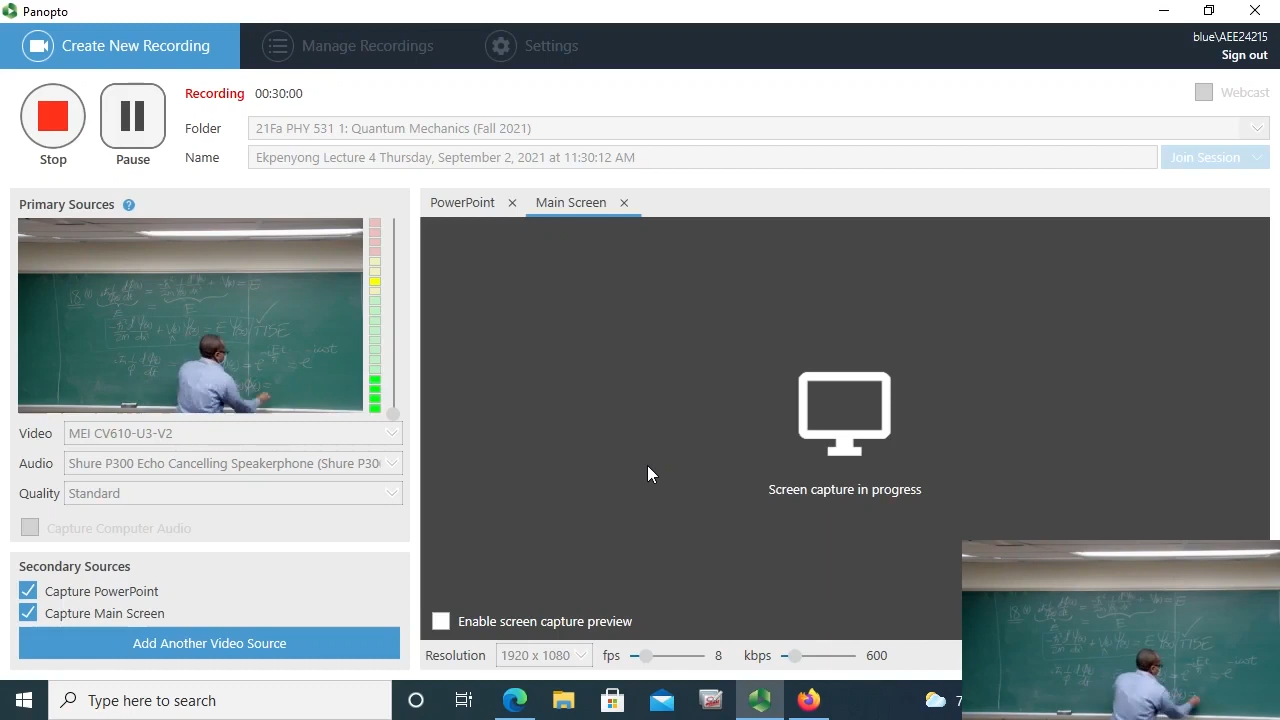 Panopto
Create New Recording
Manage Recordings
Settings
blue\AEE24215
Sign out
Recording 00:30:00
Webcast
Folder 21Fa PHY 531 1: Quantum Mechanics (Fall 2021)
Name Ekpenyong Lecture 4 Thursday, September 2, 2021 at 11:30:12 AM
Join Session
Stop
Pause
Primary Sources ?
PowerPoint
Main Screen
TISE
Video MEI CV610-U3-V2
Audio Shure P300 Echo Cancelling Speakerphone (Shure P30
Quality Standard
Capture Computer Audio
Screen capture in progress
Secondary Sources
Capture PowerPoint
Capture Main Screen
Add Another Video Source
Enable screen capture preview
Resolution 1920 x 1080 fps 8 kbps 600
Type here to search